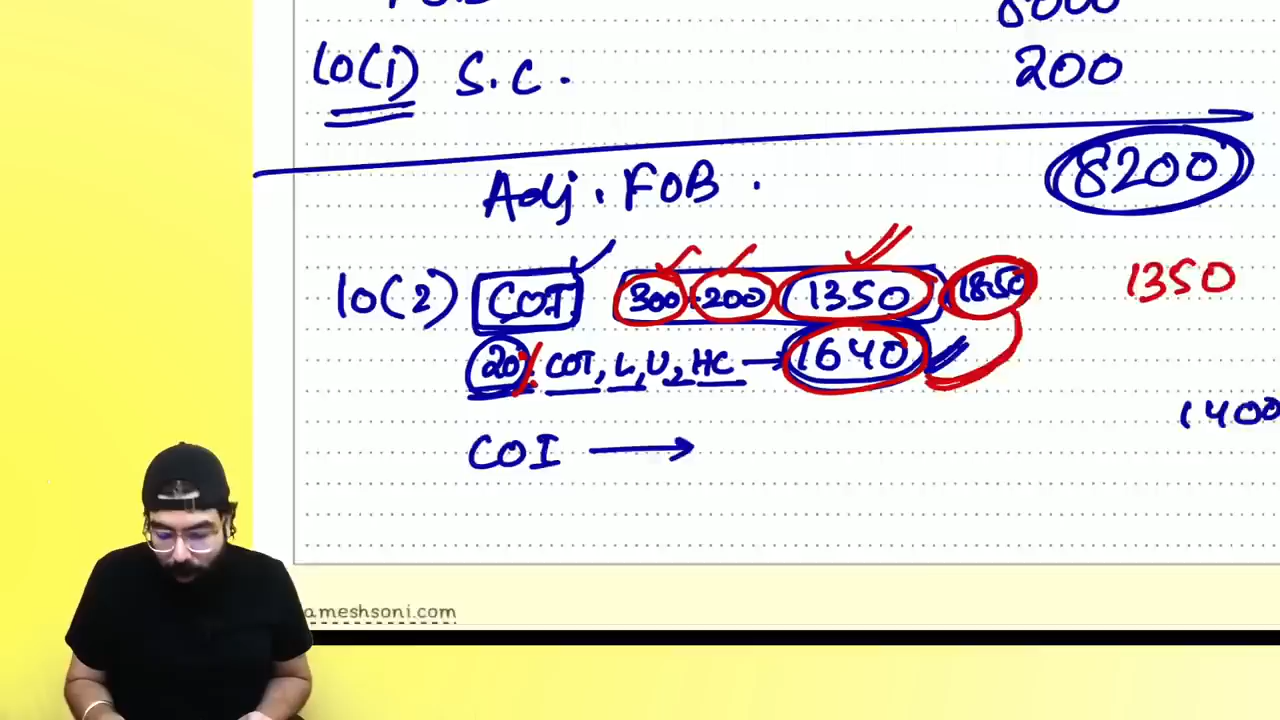 FOB 8000
10(1) S.C. 200
Adj. FOB. 8200
10(2) COT 300 200 1350 1850 1350
20% COT, L, U, HC → 1640
1400
COI →
ameshsoni.com